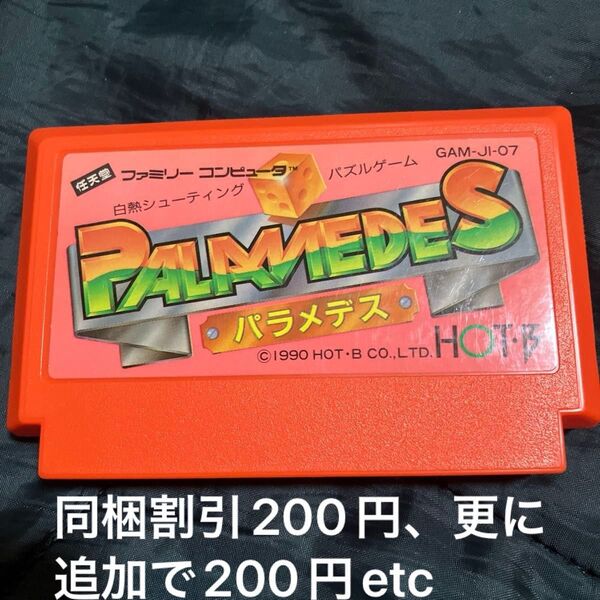 任天堂 ファミリー コンピュータ™
GAM-JI-07
白熱シューティング パズルゲーム
PALAMEDES
パラメデス
©1990 HOT・B CO.,LTD. HOT・B
同梱割引200円、更に
追加で200円etc